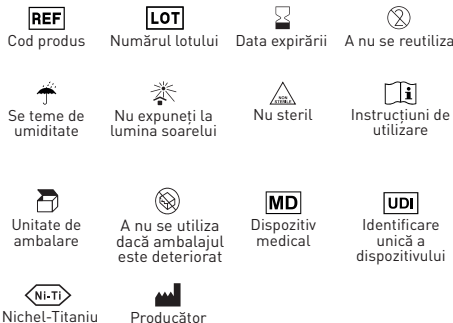 REF LOT
Cod produs Numărul lotului Data expirării A nu se reutiliza
NON
STERILE
i
Se teme de Nu expuneți la Nu steril Instrucțiuni de
umiditate lumina soarelui utilizare
MD UDI
Unitate de A nu se utiliza Dispozitiv Identificare
ambalare dacă ambalajul medical unică a
este deteriorat dispozitivului
Ni-Ti
Nichel-Titaniu Producător